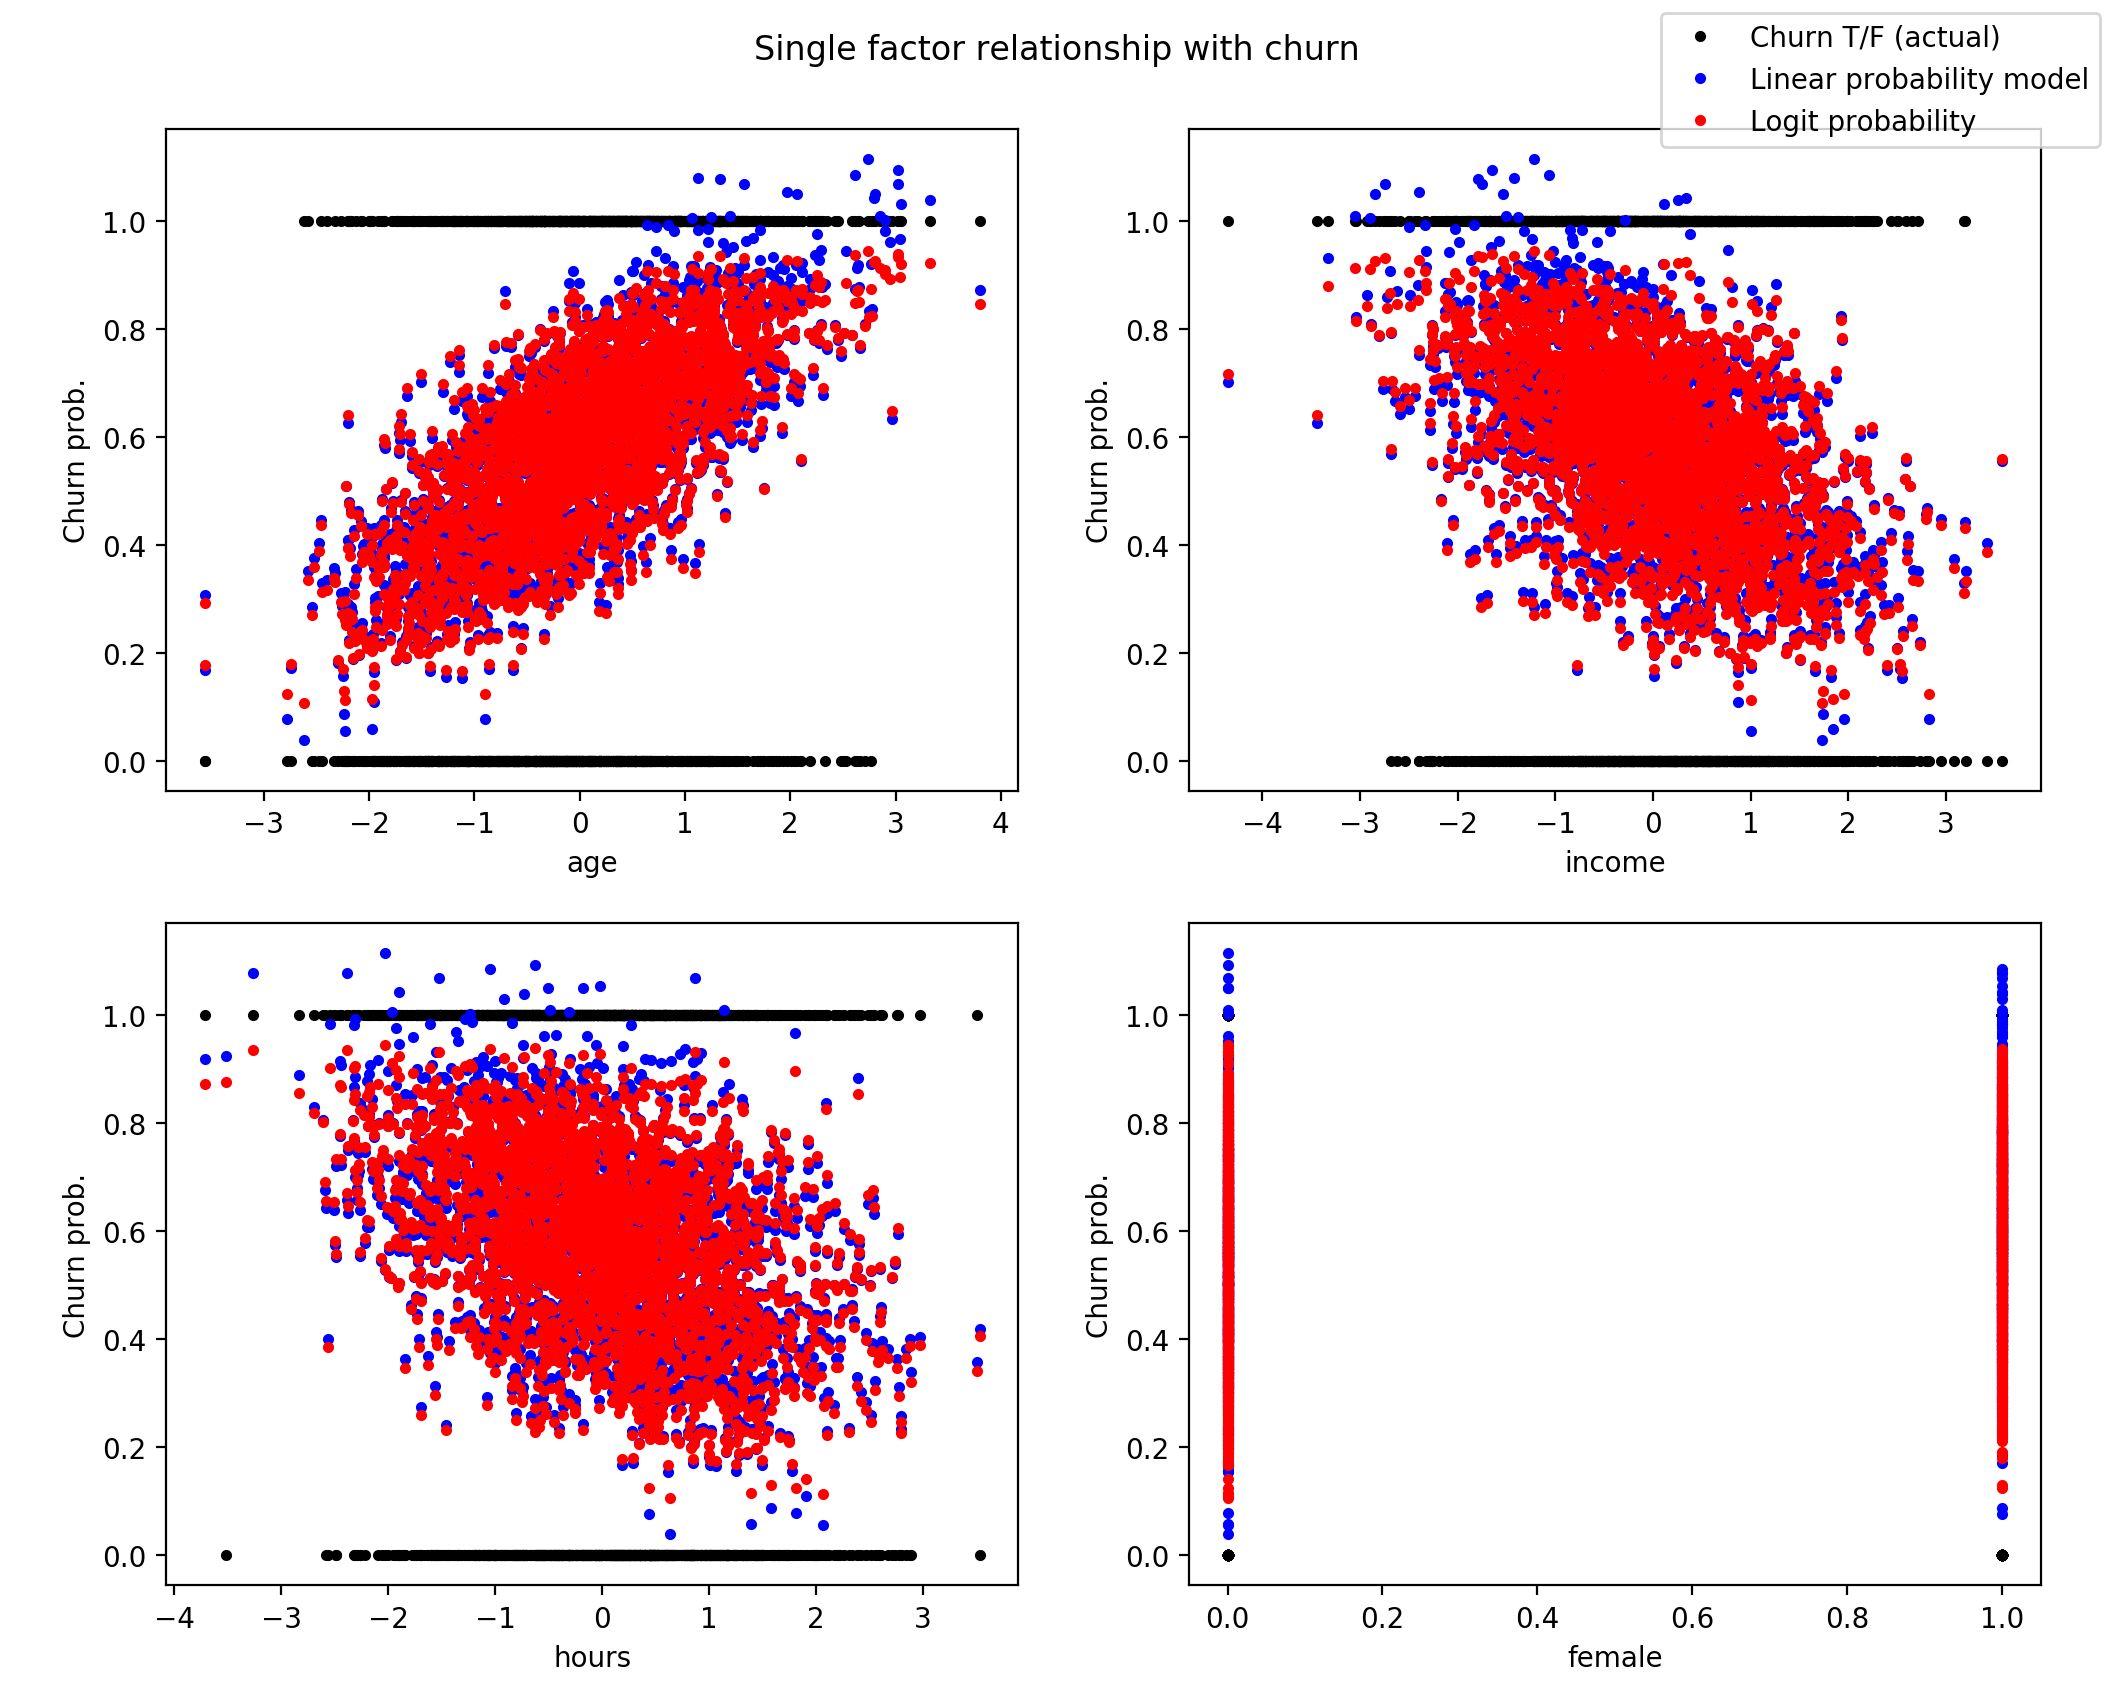 Single factor relationship with churn
Churn T/F (actual)
Linear probability model
Logit probability
Churn prob.
1.0
0.8
0.6
0.4
0.2
0.0
−3 −2 −1 0 1 2 3 4
age
Churn prob.
1.0
0.8
0.6
0.4
0.2
0.0
−4 −3 −2 −1 0 1 2 3
income
Churn prob.
1.0
0.8
0.6
0.4
0.2
0.0
−4 −3 −2 −1 0 1 2 3
hours
Churn prob.
1.0
0.8
0.6
0.4
0.2
0.0
0.0 0.2 0.4 0.6 0.8 1.0
female